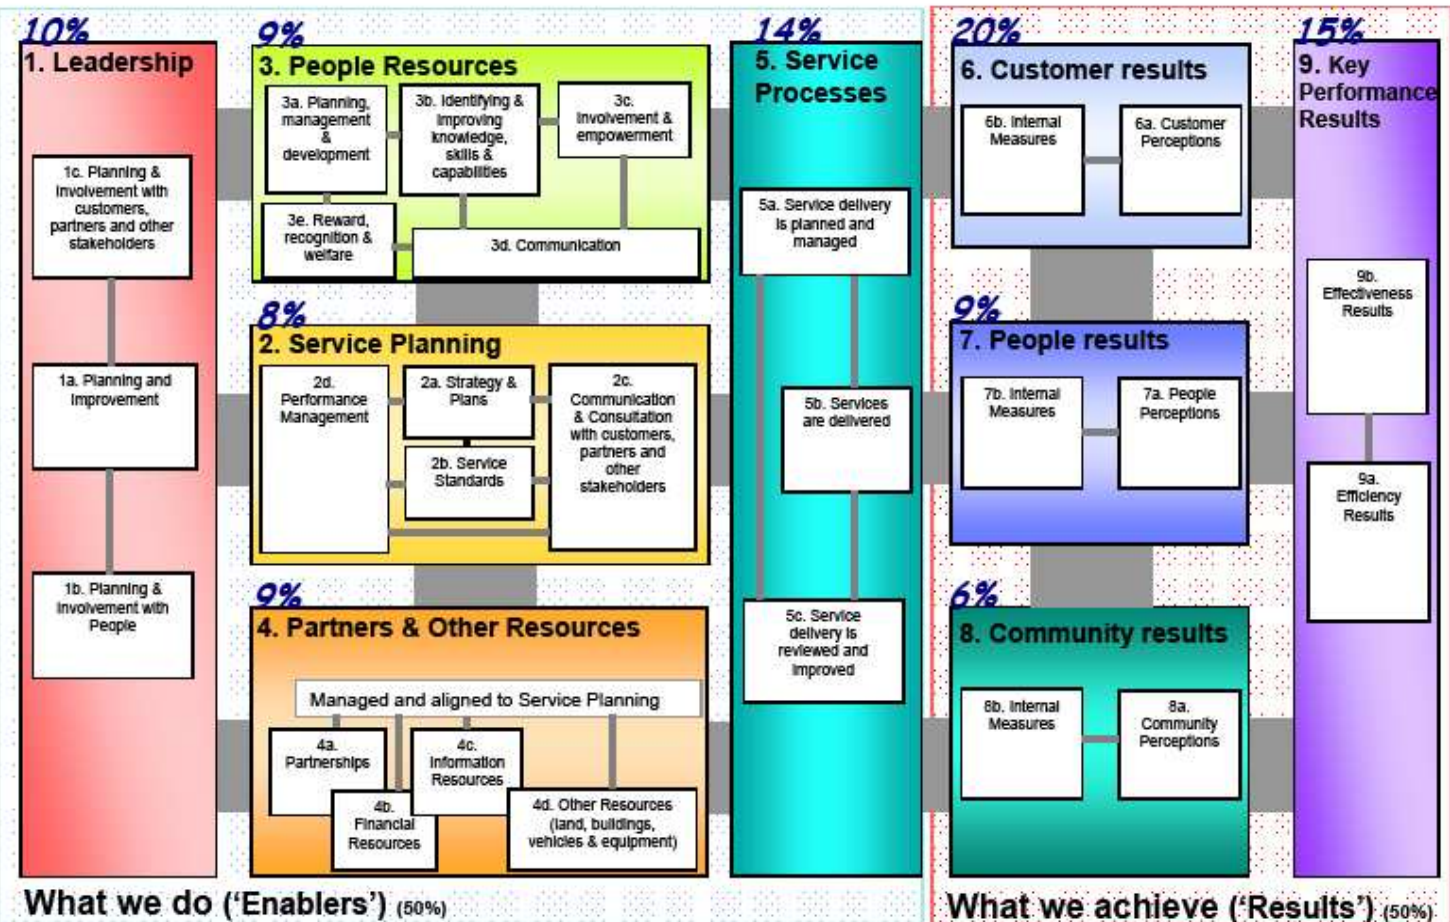 10%
1. Leadership
1c. Planning &
Involvement with
customers,
partners and other
stakeholders
1a. Planning and
Improvement
1b. Planning &
Involvement with
People
9%
3. People Resources
3a. Planning,
management
&
development
3b. Identifying &
Improving
knowledge,
skills &
capabilities
3c.
Involvement &
empowerment
3e. Reward,
recognition &
welfare
3d. Communication
8%
2. Service Planning
2d.
Performance
Management
2a. Strategy &
Plans
2b. Service
Standards
2c.
Communication
& Consultation
with customers,
partners and
other
stakeholders
9%
4. Partners & Other Resources
Managed and aligned to Service Planning
4a.
Partnerships
4b.
Financial
Resources
4c.
Information
Resources
4d. Other Resources
(land, buildings,
vehicles & equipment)
14%
5. Service
Processes
5a. Service delivery
is planned and
managed
5b. Services
are delivered
5c. Service
delivery is
reviewed and
Improved
20%
6. Customer results
6b. Internal
Measures
6a. Customer
Perceptions
9%
7. People results
7b. Internal
Measures
7a. People
Perceptions
6%
8. Community results
8b. Internal
Measures
8a.
Community
Perceptions
15%
9. Key
Performance
Results
9b.
Effectiveness
Results
9a.
Efficiency
Results
What we do ('Enablers') (50%)
What we achieve ('Results') (50%)